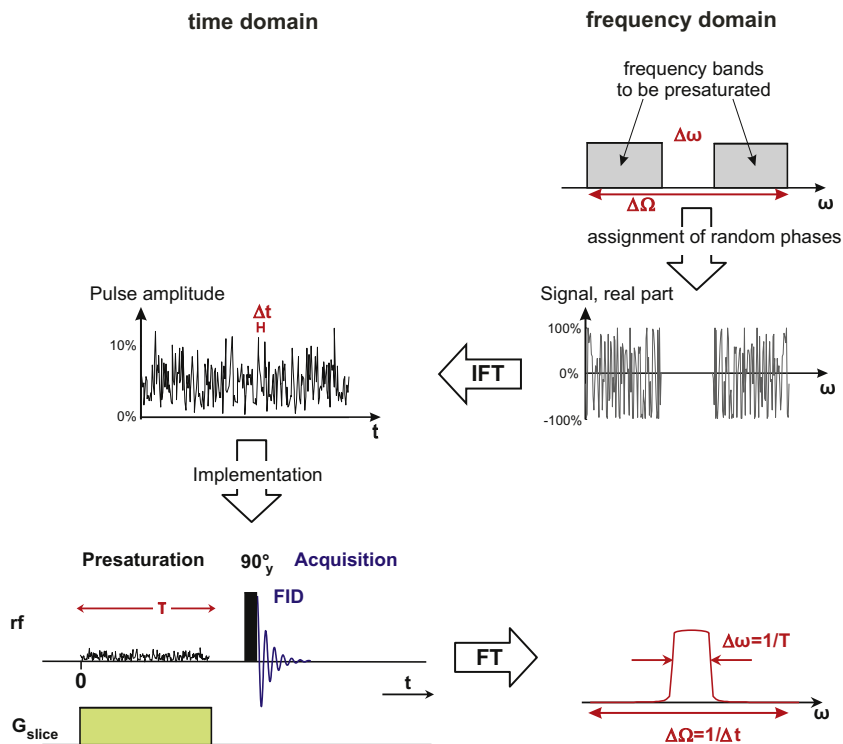 time domain
frequency domain
frequency bands
to be presaturated
Δω
ΔΩ
ω
assignment of random phases
Pulse amplitude
Δt
10%
0%
t
IFT
Signal, real part
100%
0%
-100%
ω
Implementation
Presaturation
90°y
Acquisition
FID
T
rf
0
t
Gslice
FT
Δω=1/T
ω
ΔΩ=1/Δt